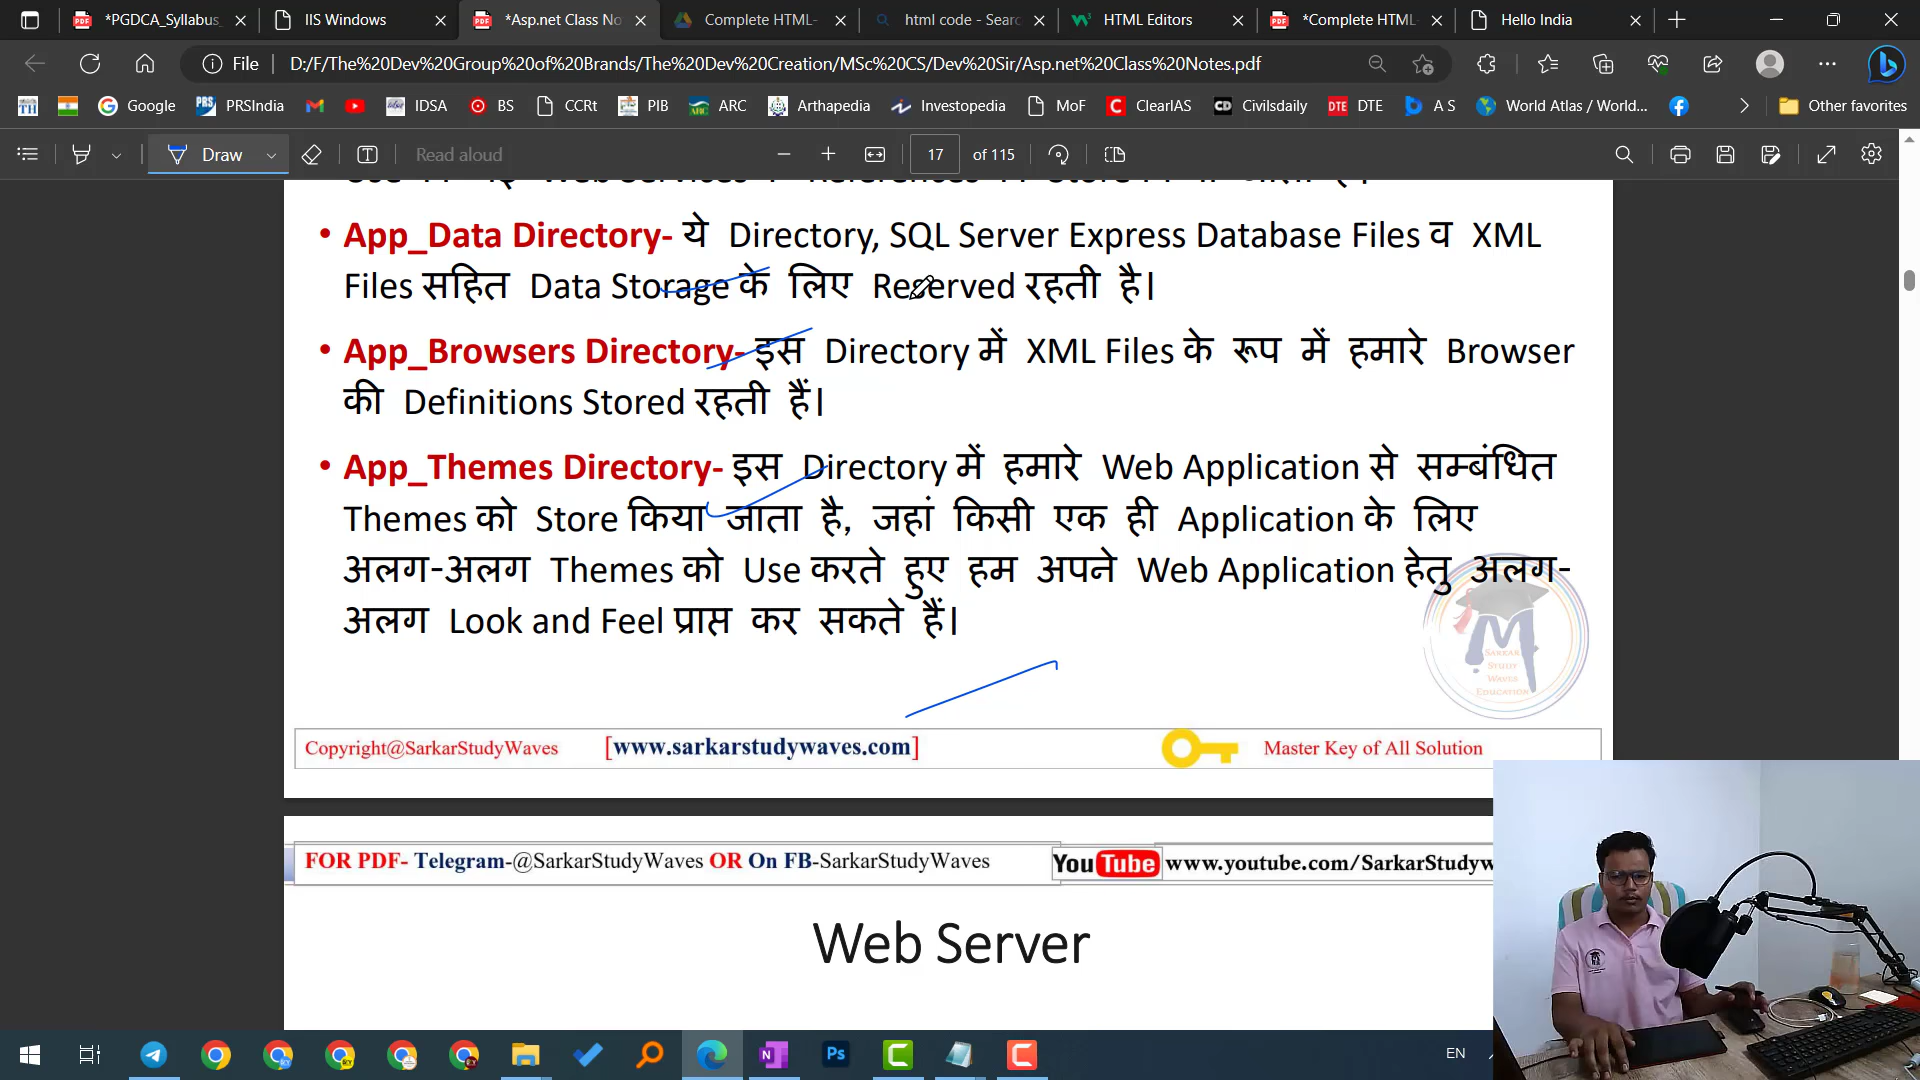 *PGDCA_Syllabus_
IIS Windows
*Asp.net Class No
Complete HTML-
html code - Searc
HTML Editors
*Complete HTML-
Hello India
File
D:/F/The%20Dev%20Group%20of%20Brands/The%20Dev%20Creation/MSc%20CS/Dev%20Sir/Asp.net%20Class%20Notes.pdf
Google PRSIndia IDSA BS CCRt PIB ARC Arthapedia Investopedia MoF ClearIAS Civilsdaily DTE A S World Atlas / World... Other favorites
Draw Read aloud 17 of 115
• App_Data Directory- ये Directory, SQL Server Express Database Files व XML
Files सहित Data Storage के लिए Reserved रहती है।
• App_Browsers Directory- इस Directory में XML Files के रूप में हमारे Browser
की Definitions Stored रहती हैं।
• App_Themes Directory- इस Directory में हमारे Web Application से सम्बंधित
Themes को Store किया जाता है, जहां किसी एक ही Application के लिए
अलग-अलग Themes को Use करते हुए हम अपने Web Application हेतु अलग-
अलग Look and Feel प्राप्त कर सकते हैं।
SARKAR
STUDY
WAVES
EDUCATION
Copyright@SarkarStudyWaves [www.sarkarstudywaves.com] Master Key of All Solution
FOR PDF- Telegram-@SarkarStudyWaves OR On FB-SarkarStudyWaves YouTube www.youtube.com/SarkarStudyw
Web Server
EN